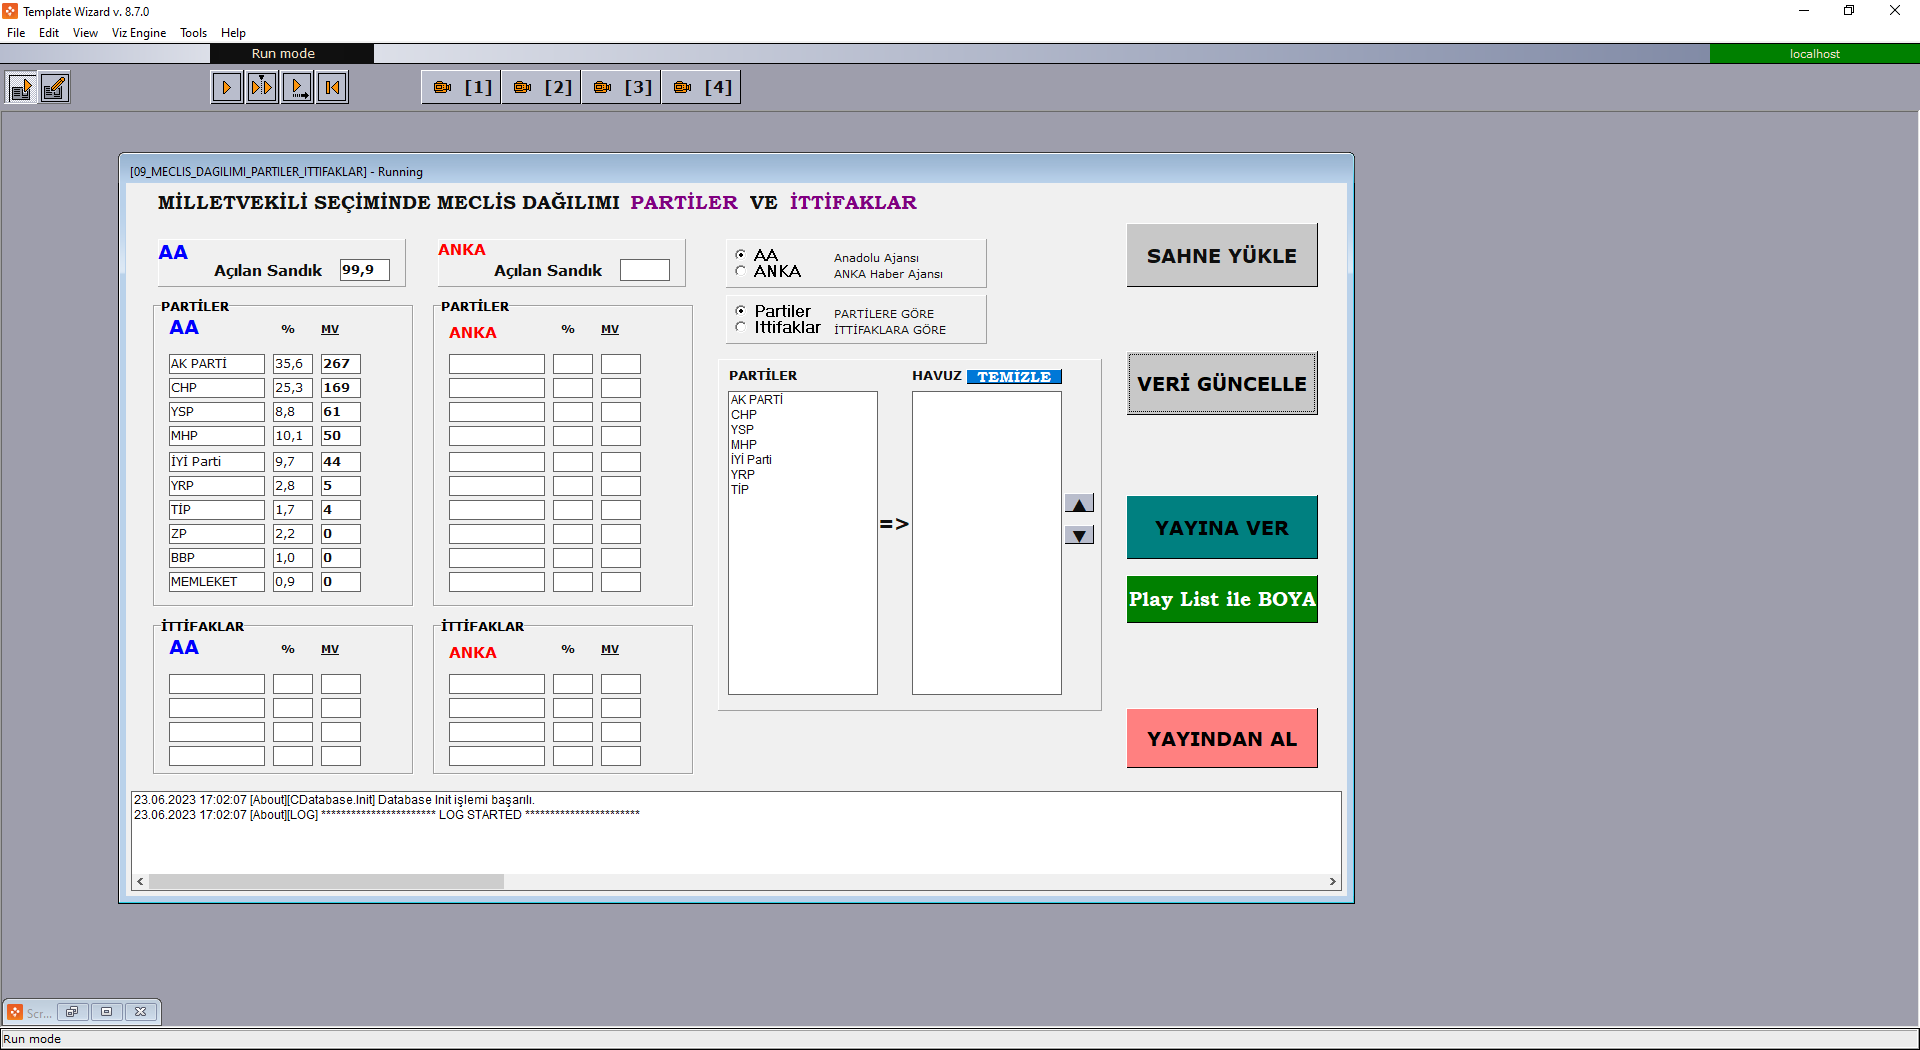 Template Wizard v. 8.7.0
File Edit View Viz Engine Tools Help
Run mode
localhost
[1] [2] [3] [4]
[09_MECLIS_DAGILIMI_PARTILER_ITTIFAKLAR] - Running
MİLLETVEKİLİ SEÇİMİNDE MECLİS DAĞILIMI PARTİLER VE İTTİFAKLAR
AA
Açılan Sandık 99,9
ANKA
Açılan Sandık
AA Anadolu Ajansı
ANKA ANKA Haber Ajansı
Partiler PARTİLERE GÖRE
Ittifaklar İTTİFAKLARA GÖRE
PARTİLER
AA % MV
AK PARTİ 35,6 267
CHP 25,3 169
YSP 8,8 61
MHP 10,1 50
İYİ Parti 9,7 44
YRP 2,8 5
TİP 1,7 4
ZP 2,2 0
BBP 1,0 0
MEMLEKET 0,9 0
PARTİLER
ANKA % MV
İTTİFAKLAR
AA % MV
İTTİFAKLAR
ANKA % MV
PARTİLER
AK PARTİ
CHP
YSP
MHP
İYİ Parti
YRP
TİP
=>
HAVUZ TEMİZLE
▲
▼
SAHNE YÜKLE
VERİ GÜNCELLE
YAYINA VER
Play List ile BOYA
YAYINDAN AL
23.06.2023 17:02:07 [About][CDatabase.Init] Database Init işlemi başarılı.
23.06.2023 17:02:07 [About][LOG] *********************** LOG STARTED ***********************
Scr...
Run mode